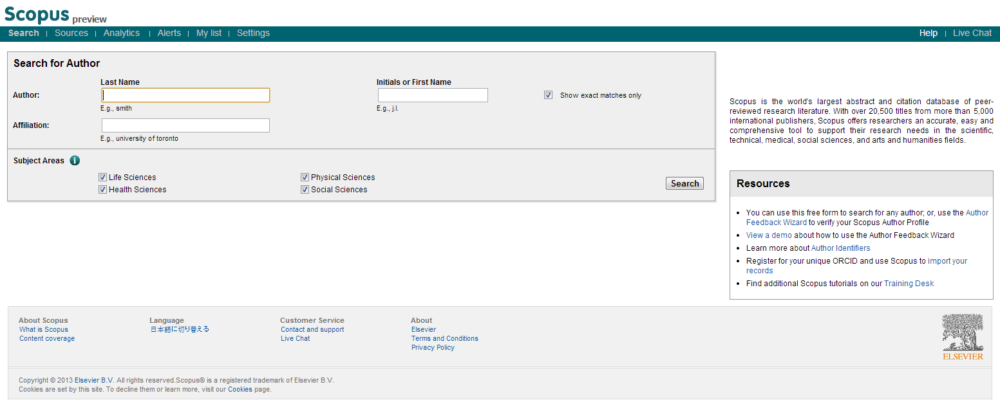 Scopus preview
Search | Sources | Analytics | Alerts | My list | Settings
Help | Live Chat
Search for Author
Last Name
Initials or First Name
Author:
Show exact matches only
E.g., smith
E.g., j.l.
Affiliation:
E.g., university of toronto
Subject Areas
Life Sciences
Physical Sciences
Health Sciences
Social Sciences
Search
Scopus is the world's largest abstract and citation database of peer-
reviewed research literature. With over 20,500 titles from more than 5,000
international publishers, Scopus offers researchers an accurate, easy and
comprehensive tool to support their research needs in the scientific,
technical, medical, social sciences, and arts and humanities fields.
Resources
You can use this free form to search for any author; or, use the Author
Feedback Wizard to verify your Scopus Author Profile
View a demo about how to use the Author Feedback Wizard
Learn more about Author Identifiers
Register for your unique ORCID and use Scopus to import your
records
Find additional Scopus tutorials on our Training Desk
About Scopus
What is Scopus
Content coverage
Language
日本語に切り替える
Customer Service
Contact and support
Live Chat
About
Elsevier
Terms and Conditions
Privacy Policy
ELSEVIER
Copyright © 2013 Elsevier B.V. All rights reserved.Scopus® is a registered trademark of Elsevier B.V.
Cookies are set by this site. To decline them or learn more, visit our Cookies page.